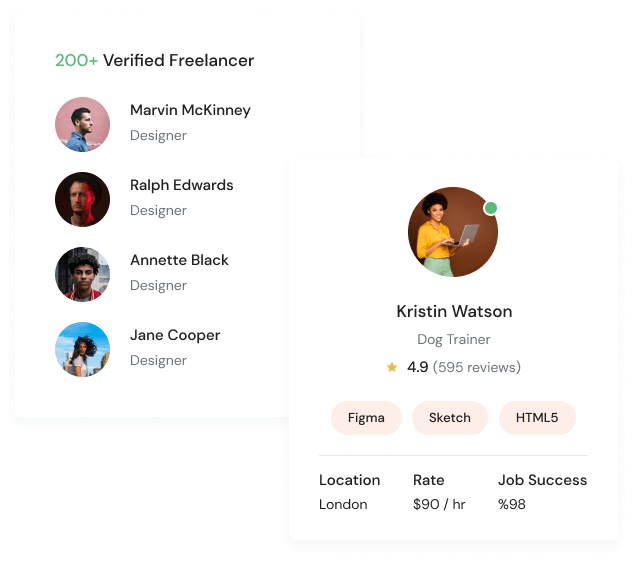 200+ Verified Freelancer
Marvin McKinney
Designer
Ralph Edwards
Designer
Annette Black
Designer
Jane Cooper
Designer
Kristin Watson
Dog Trainer
4.9 (595 reviews)
Figma Sketch HTML5
Location Rate Job Success
London $90 / hr %98